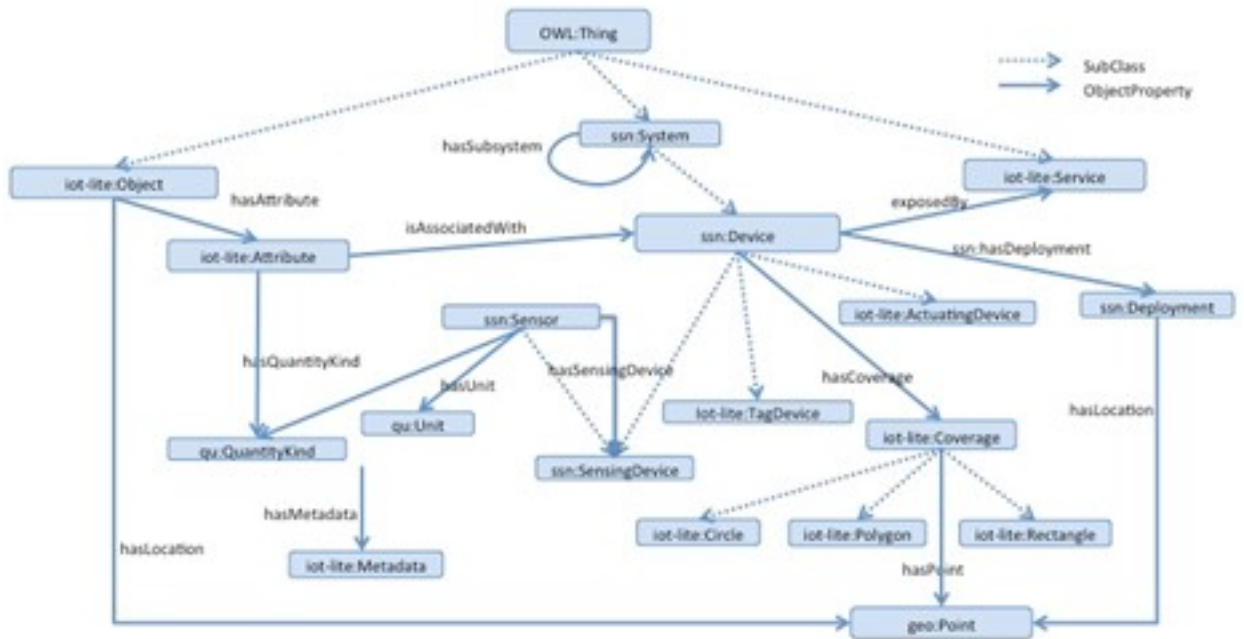 OWL:Thing
SubClass
ObjectProperty
ssn:System
hasSubsystem
iot-lite:Object
iot-lite:Service
hasAttribute
exposedBy
isAssociatedWith
ssn:Device
ssn:hasDeployment
iot-lite:Attribute
ssn:Sensor
iot-lite:ActuatingDevice
ssn:Deployment
hasQuantityKind
hasSensingDevice
hasCoverage
hasUnit
Iot-lite:TagDevice
hasLocation
qu:Unit
iot-lite:Coverage
qu:QuantityKind
ssn:SensingDevice
hasMetadata
iot-lite:Circle
iot-lite:Polygon
iot-lite:Rectangle
hasLocation
iot-lite:Metadata
hasPoint
geo:Point